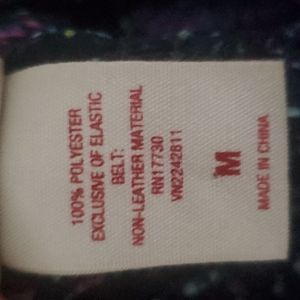 100% POLYESTER
EXCLUSIVE OF ELASTIC
BELT:
NON-LEATHER MATERIAL
RN17730
VN2242811
M
MADE IN CHINA